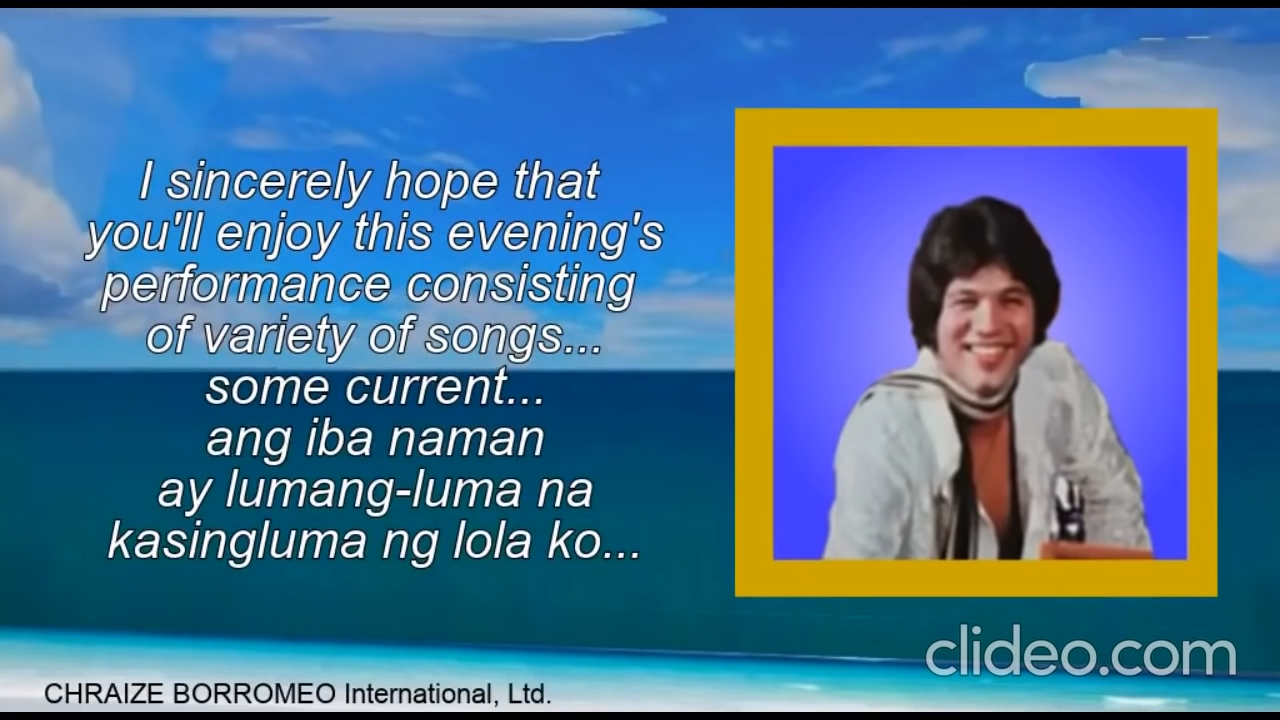 I sincerely hope that
you'll enjoy this evening's
performance consisting
of variety of songs...
some current...
ang iba naman
ay lumang-luma na
kasingluma ng lola ko...
clideo.com
CHRAIZE BORROMEO International, Ltd.